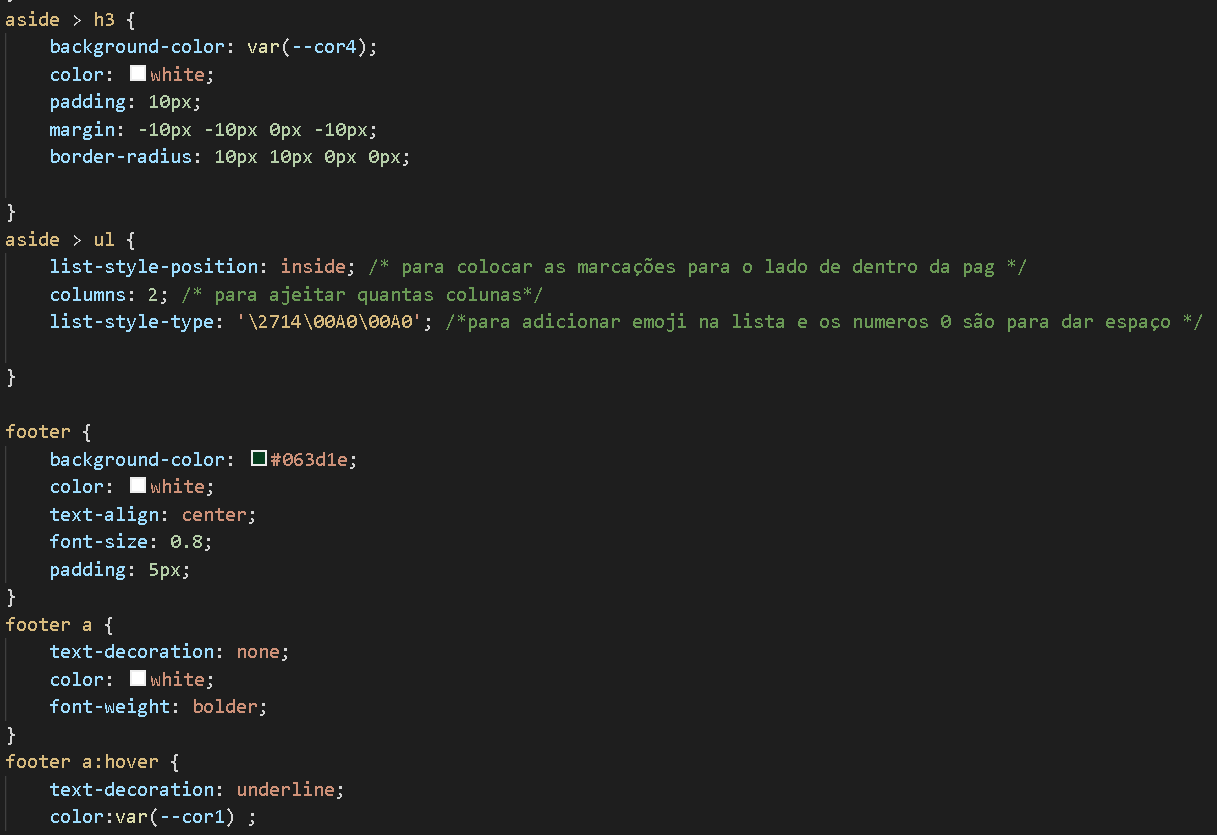 aside > h3 {
    background-color: var(--cor4);
    color: white;
    padding: 10px;
    margin: -10px -10px 0px -10px;
    border-radius: 10px 10px 0px 0px;
}
aside > ul {
    list-style-position: inside; /* para colocar as marcações para o lado de dentro da pag */
    columns: 2; /* para ajeitar quantas colunas*/
    list-style-type: '\2714\00A0\00A0'; /*para adicionar emoji na lista e os numeros 0 são para dar espaço */
}
footer {
    background-color: #063d1e;
    color: white;
    text-align: center;
    font-size: 0.8;
    padding: 5px;
}
footer a {
    text-decoration: none;
    color: white;
    font-weight: bolder;
}
footer a:hover {
    text-decoration: underline;
    color:var(--cor1) ;